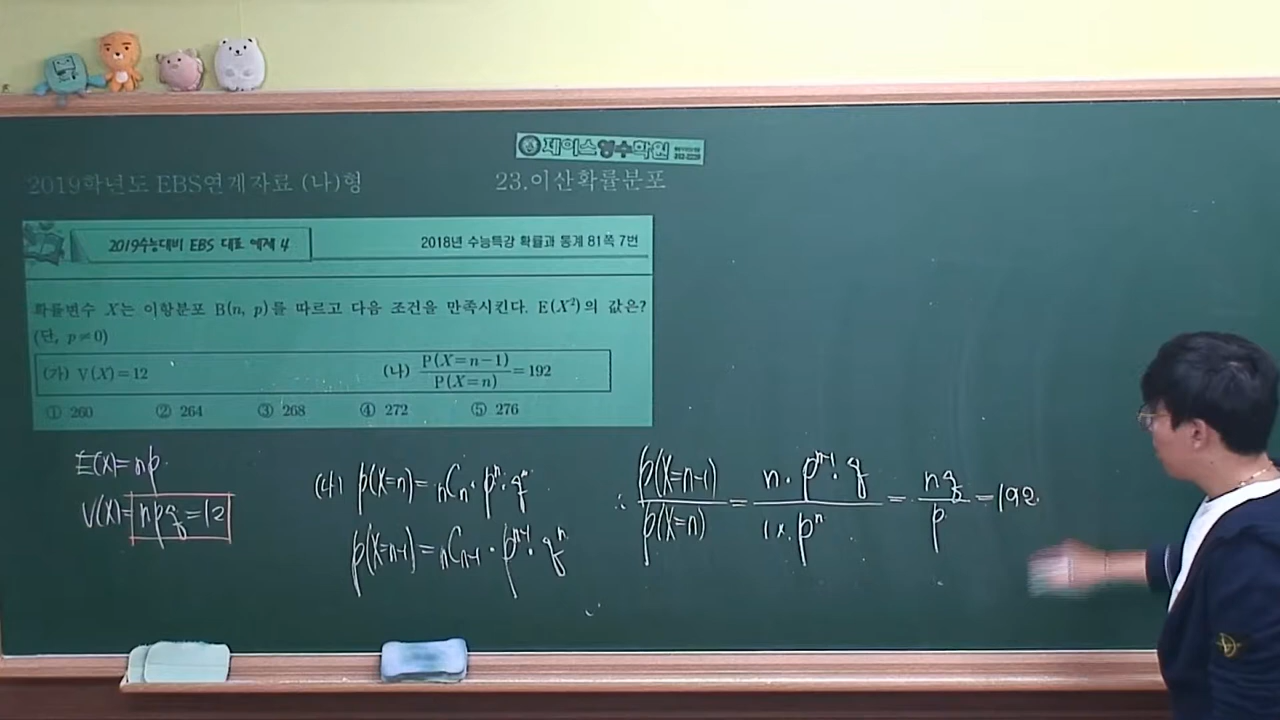 제이스영수학원
2019학년도 EBS연계자료 (나)형
23.이산확률분포
2019수능대비 EBS 대표 예제 4
2018년 수능특강 확률과 통계 81쪽 7번
확률변수 X는 이항분포 B(n, p)를 따르고 다음 조건을 만족시킨다. E(X²)의 값은?
(단, p≠0)
(가) V(X)=12 (나) P(X=n-1)/P(X=n)=192
① 260 ② 264 ③ 268 ④ 272 ⑤ 276
E(X)=np
V(X)=npq=12
(나) P(X=n)=nCn·pⁿ·q⁰
P(X=n-1)=nCn-1·pⁿ⁻¹·q
∴ P(X=n-1)/P(X=n) = n·pⁿ⁻¹·q/1×pⁿ = nq/p =192